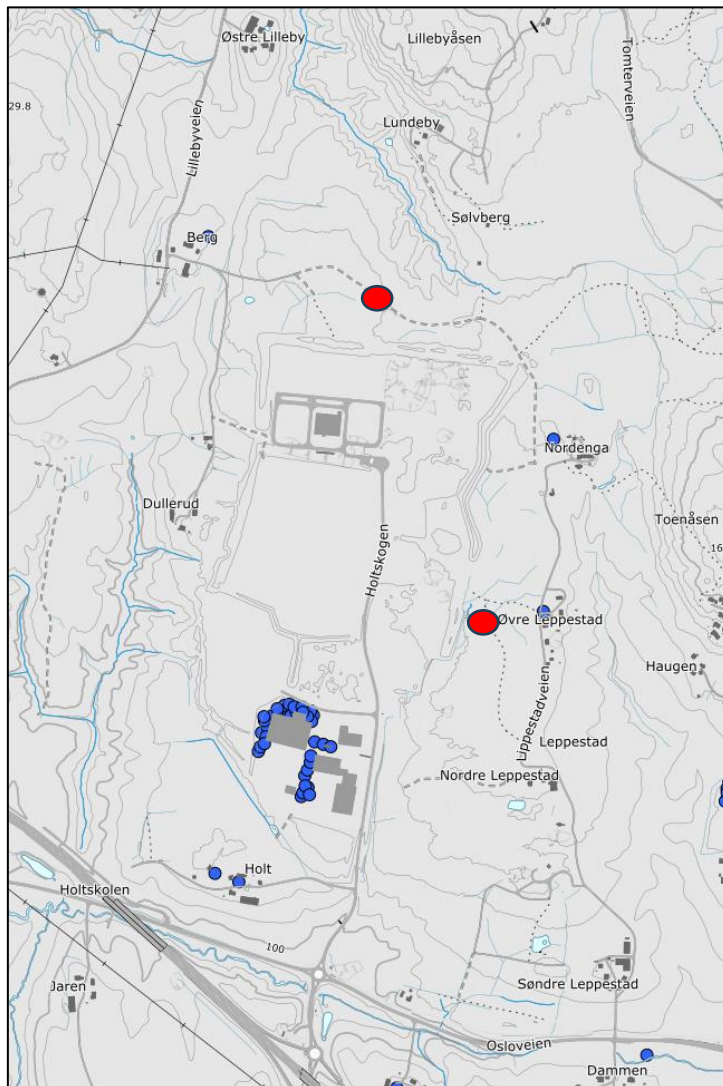 Østre Lilleby
Lillebyåsen
Tomterveien
29.8
Lillebyveien
Lundeby
Sølvberg
Berg
Nordenga
Dullerud
Toenåsen
16
Holtskogen
Øvre Leppestad
Haugen
Lippestadveien
Leppestad
Nordre Leppestad
Holt
Holtskolen
100
Jaren
Søndre Leppestad
Osloveien
Dammen